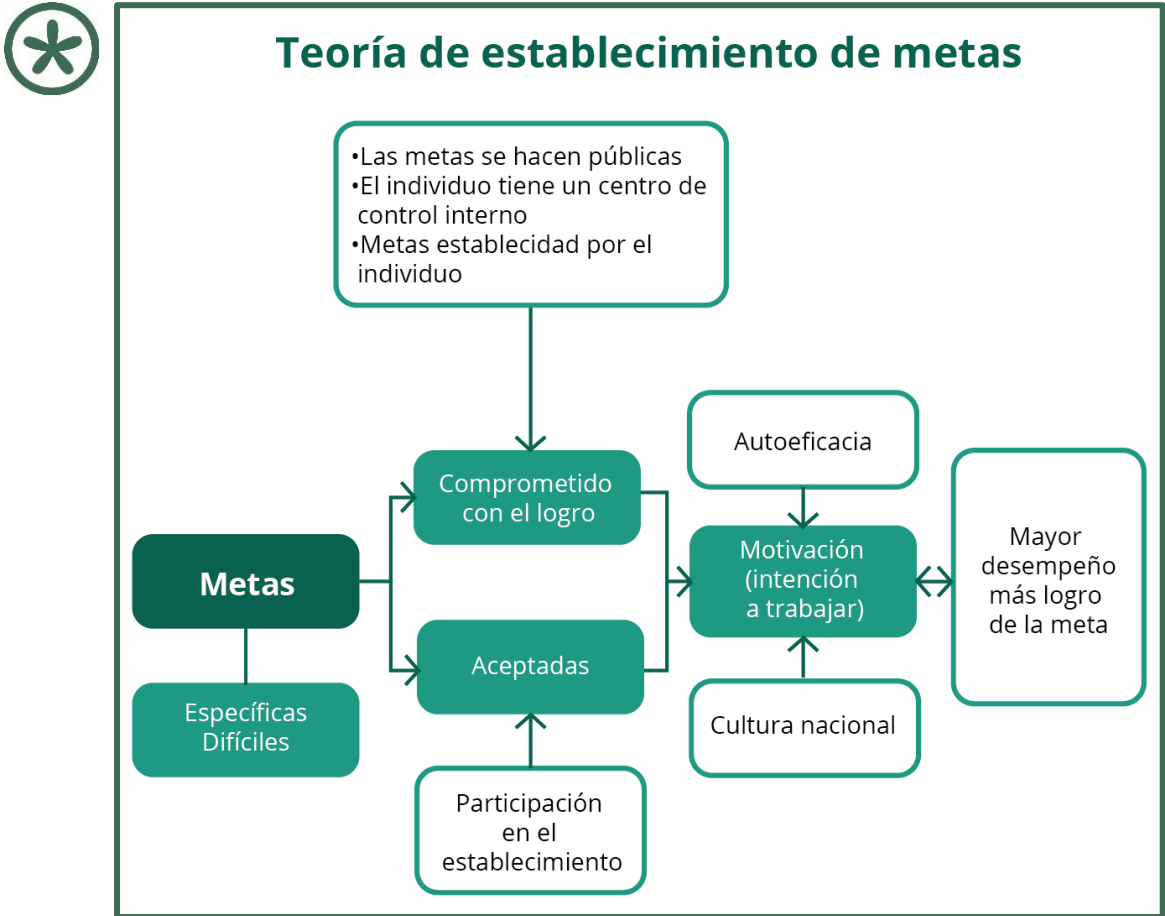 Teoría de establecimiento de metas
•Las metas se hacen públicas
•El individuo tiene un centro de
control interno
•Metas establecidad por el
individuo
Comprometido
con el logro
Autoeficacia
Metas
Motivación
(intención
a trabajar)
Mayor
desempeño
más logro
de la meta
Aceptadas
Específicas
Difíciles
Cultura nacional
Participación
en el
establecimiento